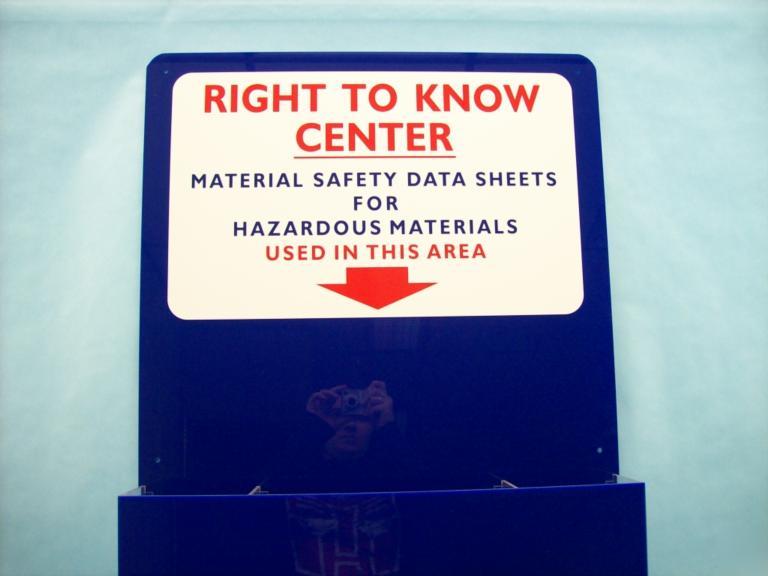 RIGHT TO KNOW
CENTER
MATERIAL SAFETY DATA SHEETS
FOR
HAZARDOUS MATERIALS
USED IN THIS AREA